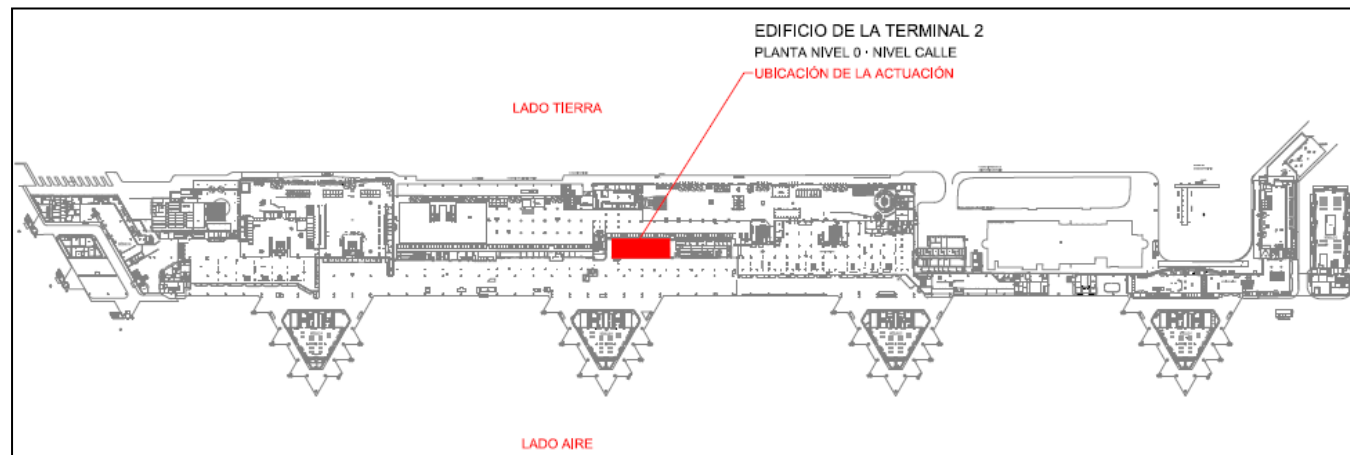 EDIFICIO DE LA TERMINAL 2
PLANTA NIVEL 0 · NIVEL CALLE
UBICACIÓN DE LA ACTUACIÓN
LADO TIERRA
LADO AIRE